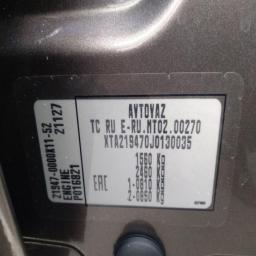 AVTOVAZ
TC RU E-RU.MT02.00270
XTA219470J0130035
1560 KG
2460 KG
1-0810 KG
2-0850 KG
EAC
21947-0000X11-52
21127
ENGINE
P016821